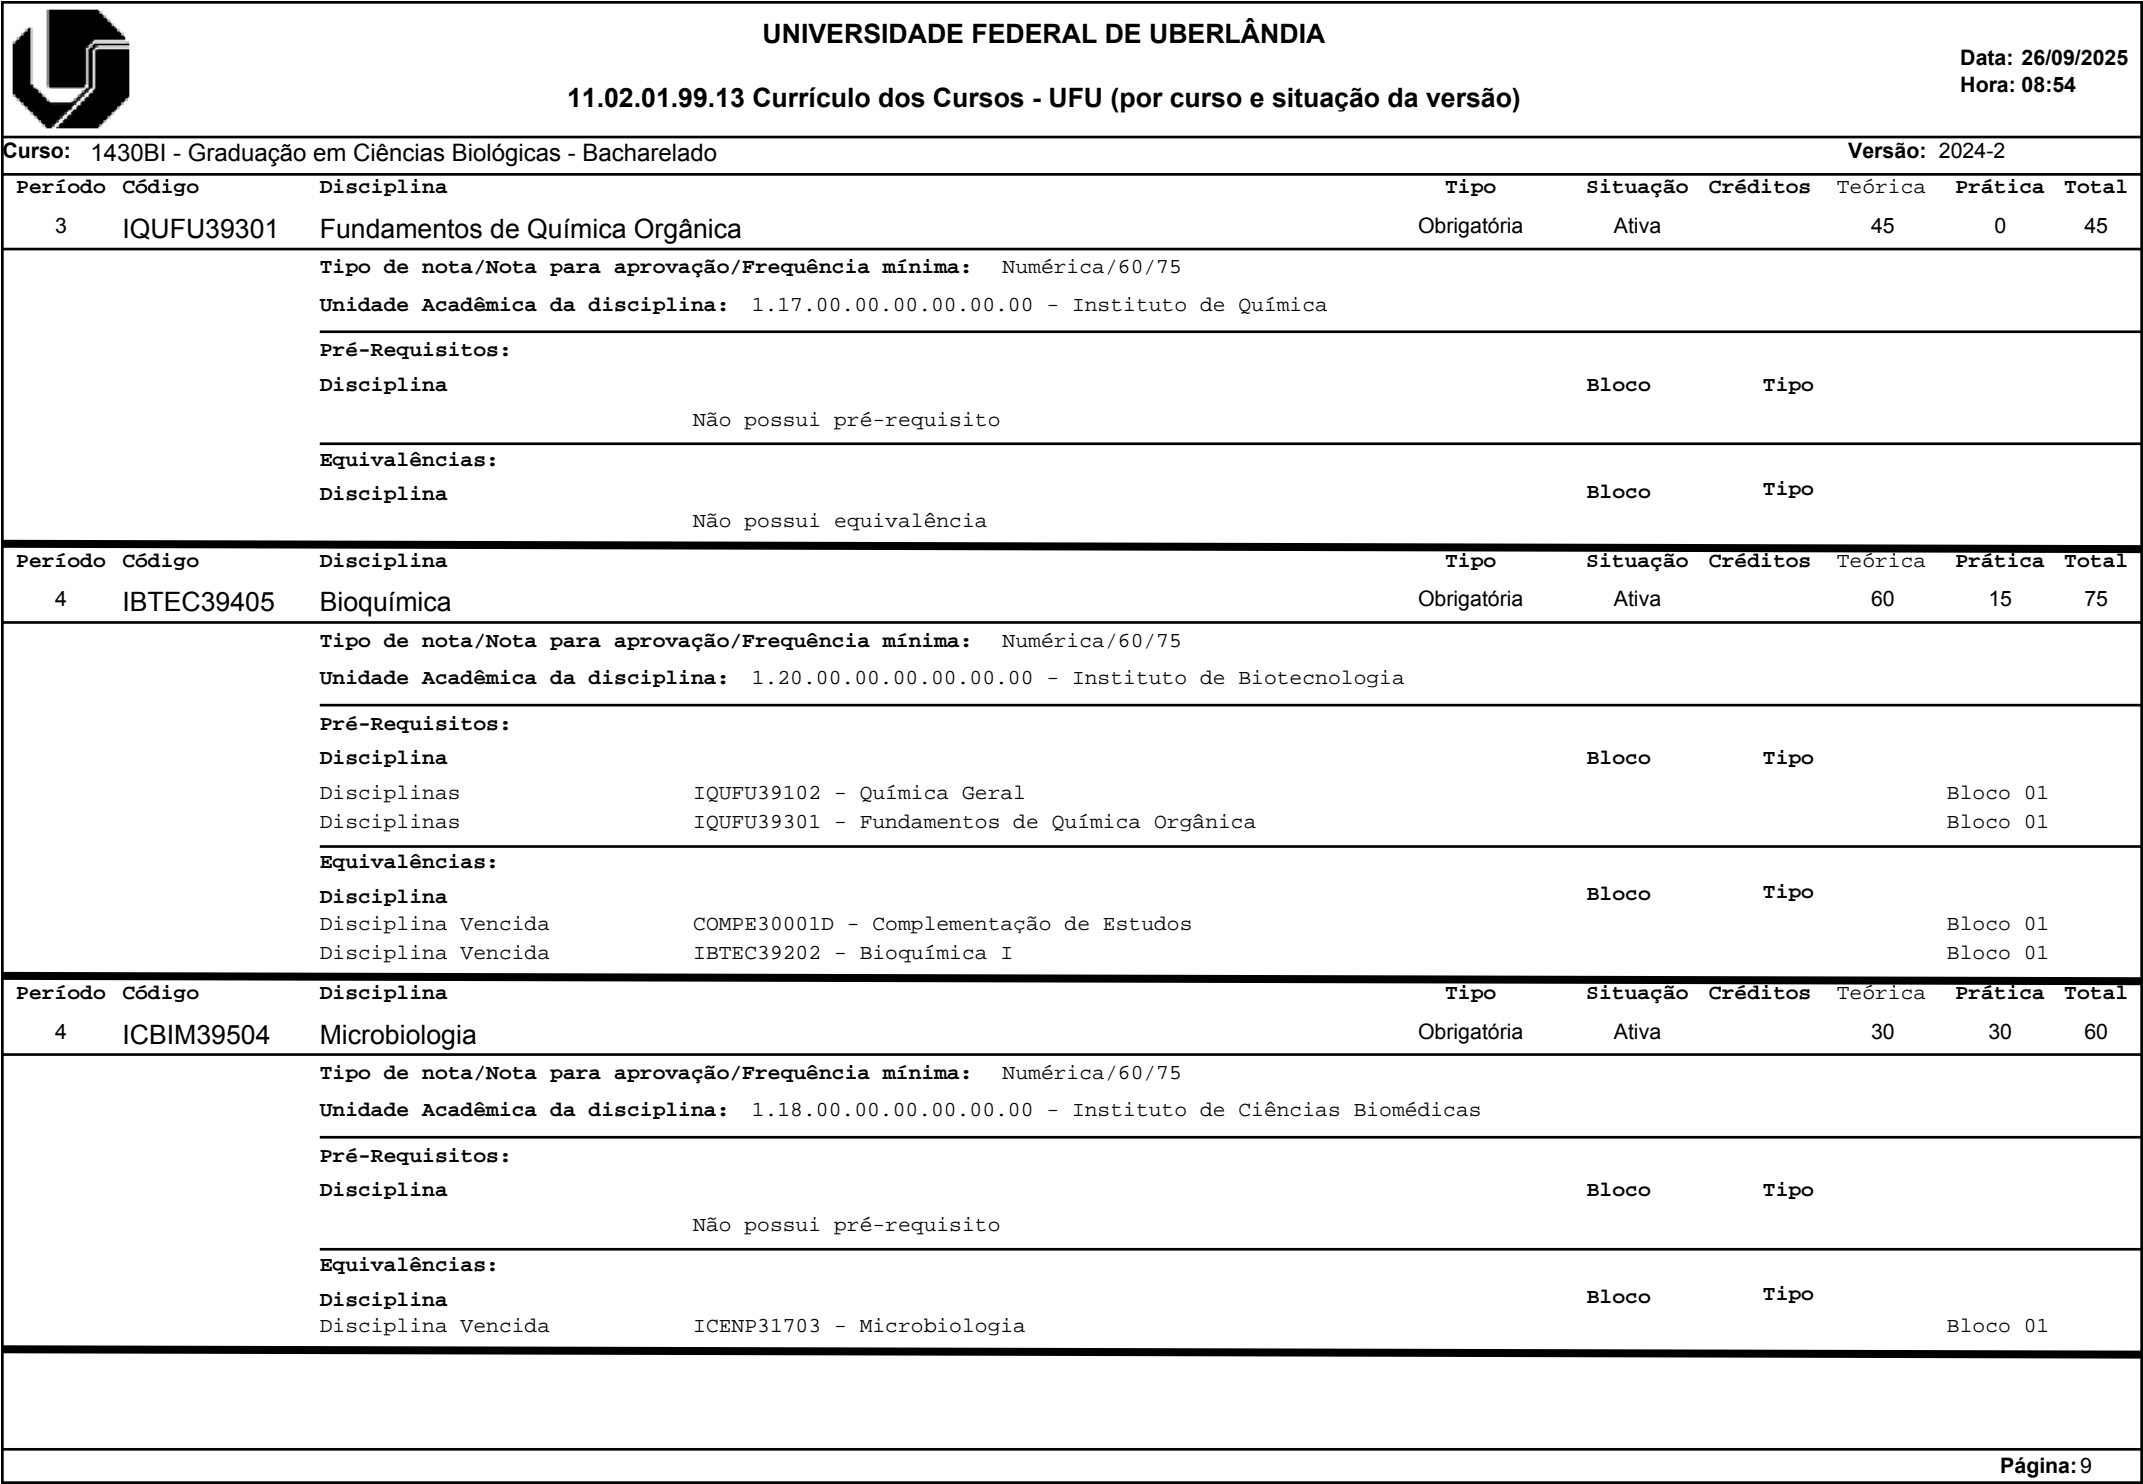 UNIVERSIDADE FEDERAL DE UBERLÂNDIA
Data: 26/09/2025
Hora: 08:54
11.02.01.99.13 Currículo dos Cursos - UFU (por curso e situação da versão)
Curso: 1430BI - Graduação em Ciências Biológicas - Bacharelado Versão: 2024-2
Período Código Disciplina Tipo Situação Créditos Teórica Prática Total
3 IQUFU39301 Fundamentos de Química Orgânica Obrigatória Ativa 45 0 45
Tipo de nota/Nota para aprovação/Frequência mínima: Numérica/60/75
Unidade Acadêmica da disciplina: 1.17.00.00.00.00.00.00 - Instituto de Química
Pré-Requisitos:
Disciplina Bloco Tipo
Não possui pré-requisito
Equivalências:
Disciplina Bloco Tipo
Não possui equivalência
Período Código Disciplina Tipo Situação Créditos Teórica Prática Total
4 IBTEC39405 Bioquímica Obrigatória Ativa 60 15 75
Tipo de nota/Nota para aprovação/Frequência mínima: Numérica/60/75
Unidade Acadêmica da disciplina: 1.20.00.00.00.00.00.00 - Instituto de Biotecnologia
Pré-Requisitos:
Disciplina Bloco Tipo
Disciplinas IQUFU39102 - Química Geral Bloco 01
Disciplinas IQUFU39301 - Fundamentos de Química Orgânica Bloco 01
Equivalências:
Disciplina Bloco Tipo
Disciplina Vencida COMPE30001D - Complementação de Estudos Bloco 01
Disciplina Vencida IBTEC39202 - Bioquímica I Bloco 01
Período Código Disciplina Tipo Situação Créditos Teórica Prática Total
4 ICBIM39504 Microbiologia Obrigatória Ativa 30 30 60
Tipo de nota/Nota para aprovação/Frequência mínima: Numérica/60/75
Unidade Acadêmica da disciplina: 1.18.00.00.00.00.00.00 - Instituto de Ciências Biomédicas
Pré-Requisitos:
Disciplina Bloco Tipo
Não possui pré-requisito
Equivalências:
Disciplina Bloco Tipo
Disciplina Vencida ICENP31703 - Microbiologia Bloco 01
Página: 9